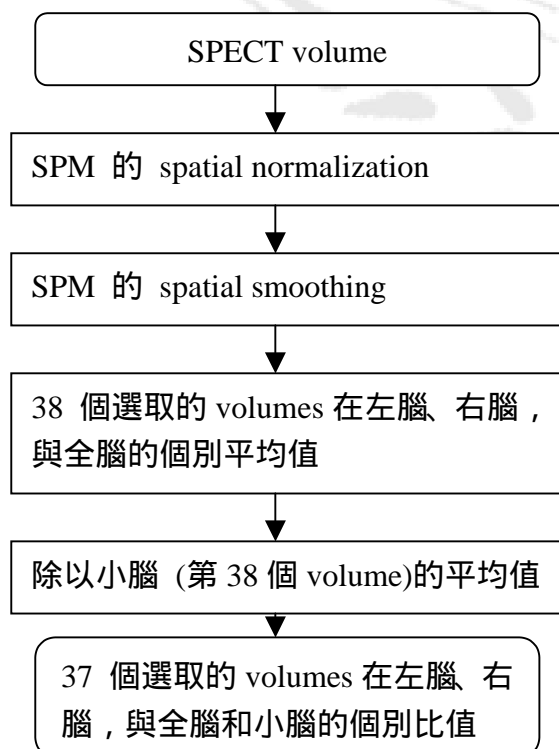 SPECT volume
SPM 的 spatial normalization
SPM 的 spatial smoothing
38 個選取的 volumes 在左腦、右腦，
與全腦的個別平均值
除以小腦 (第 38 個 volume)的平均值
37 個選取的 volumes 在左腦、右
腦，與全腦和小腦的個別比值